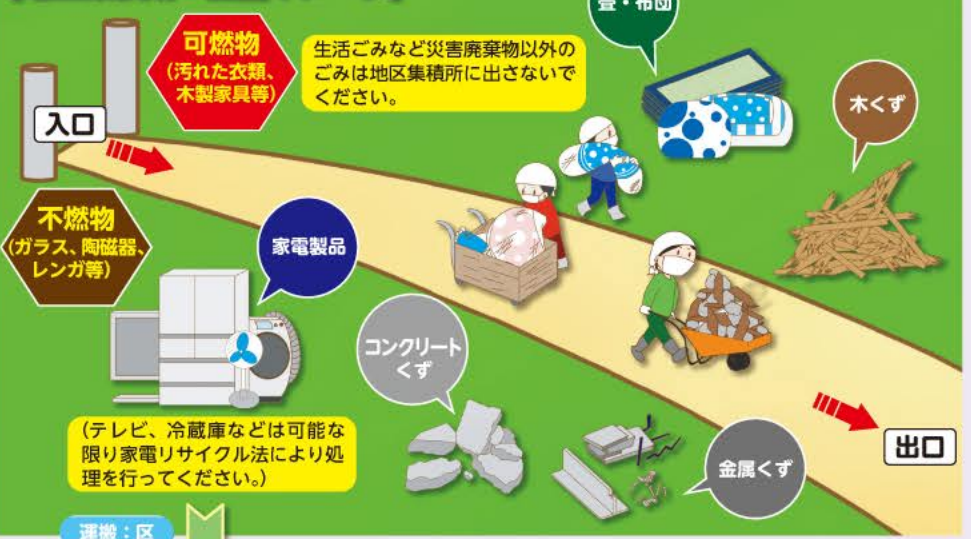 畳・布団
可燃物
(汚れた衣類、
木製家具等)
生活ごみなど災害廃棄物以外の
ごみは地区集積所に出さないで
ください。
木くず
入口
不燃物
(ガラス、陶磁器、
レンガ等)
家電製品
コンクリート
くず
(テレビ、冷蔵庫などは可能な
限り家電リサイクル法により処
理を行ってください。)
金属くず
出口
運搬:区